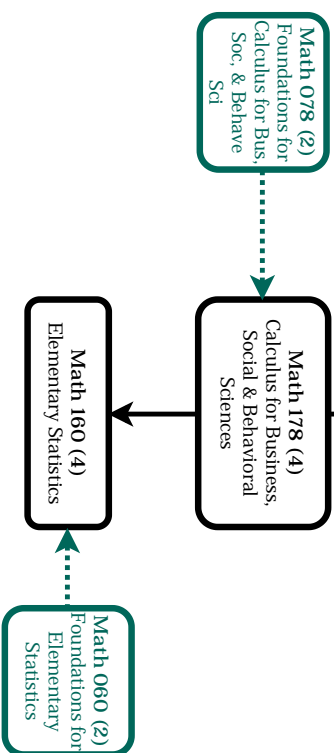 Math 078 (2)
Foundations for
Calculus for Bus,
Soc, & Behave
Sci
Math 178 (4)
Calculus for Business,
Social & Behavioral
Sciences
Math 160 (4)
Elementary Statistics
Math 060 (2)
Foundations for
Elementary
Statistics